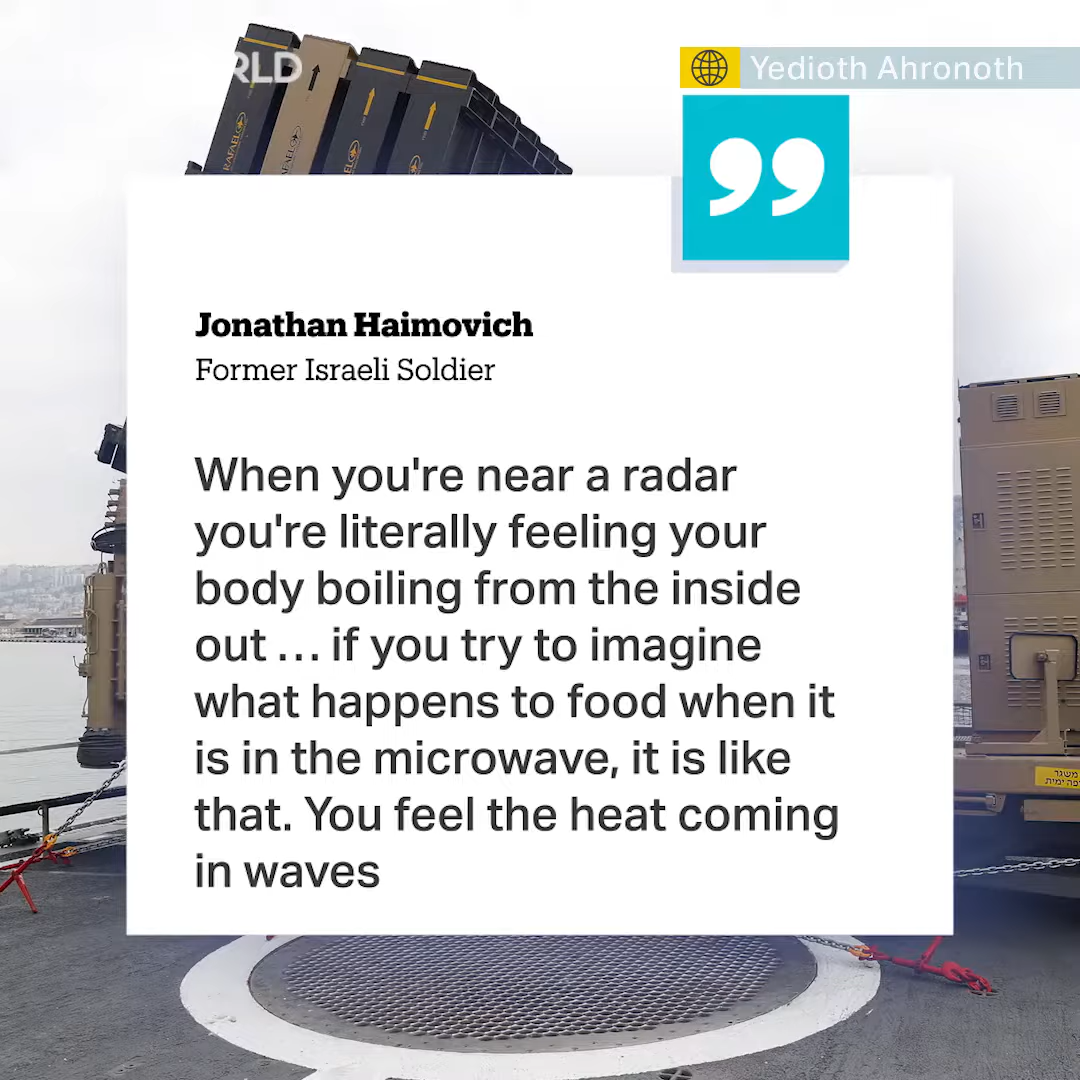 RLD
Yedioth Ahronoth
RAFAEL
Jonathan Haimovich
Former Israeli Soldier
When you're near a radar
you're literally feeling your
body boiling from the inside
out ... if you try to imagine
what happens to food when it
is in the microwave, it is like
that. You feel the heat coming
in waves